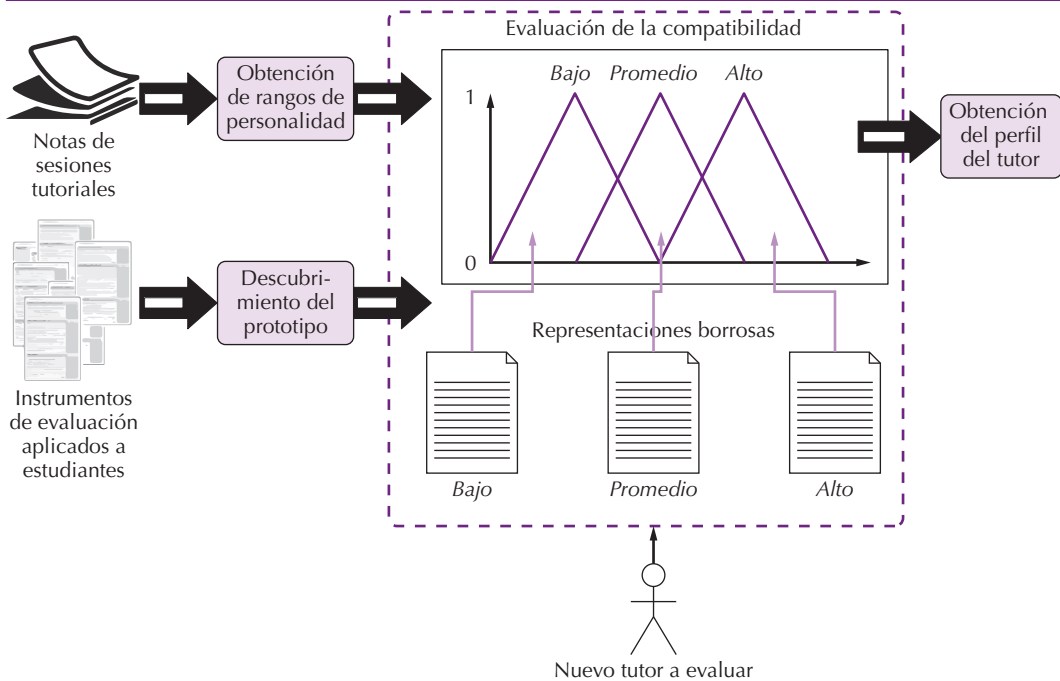 Evaluación de la compatibilidad
Bajo Promedio Alto
1
0
Notas de
sesiones
tutoriales
Obtención
de rangos de
personalidad
Obtención
del perfil
del tutor
Instrumentos
de evaluación
aplicados a
estudiantes
Descubri-
miento del
prototipo
Representaciones borrosas
Bajo Promedio Alto
Nuevo tutor a evaluar